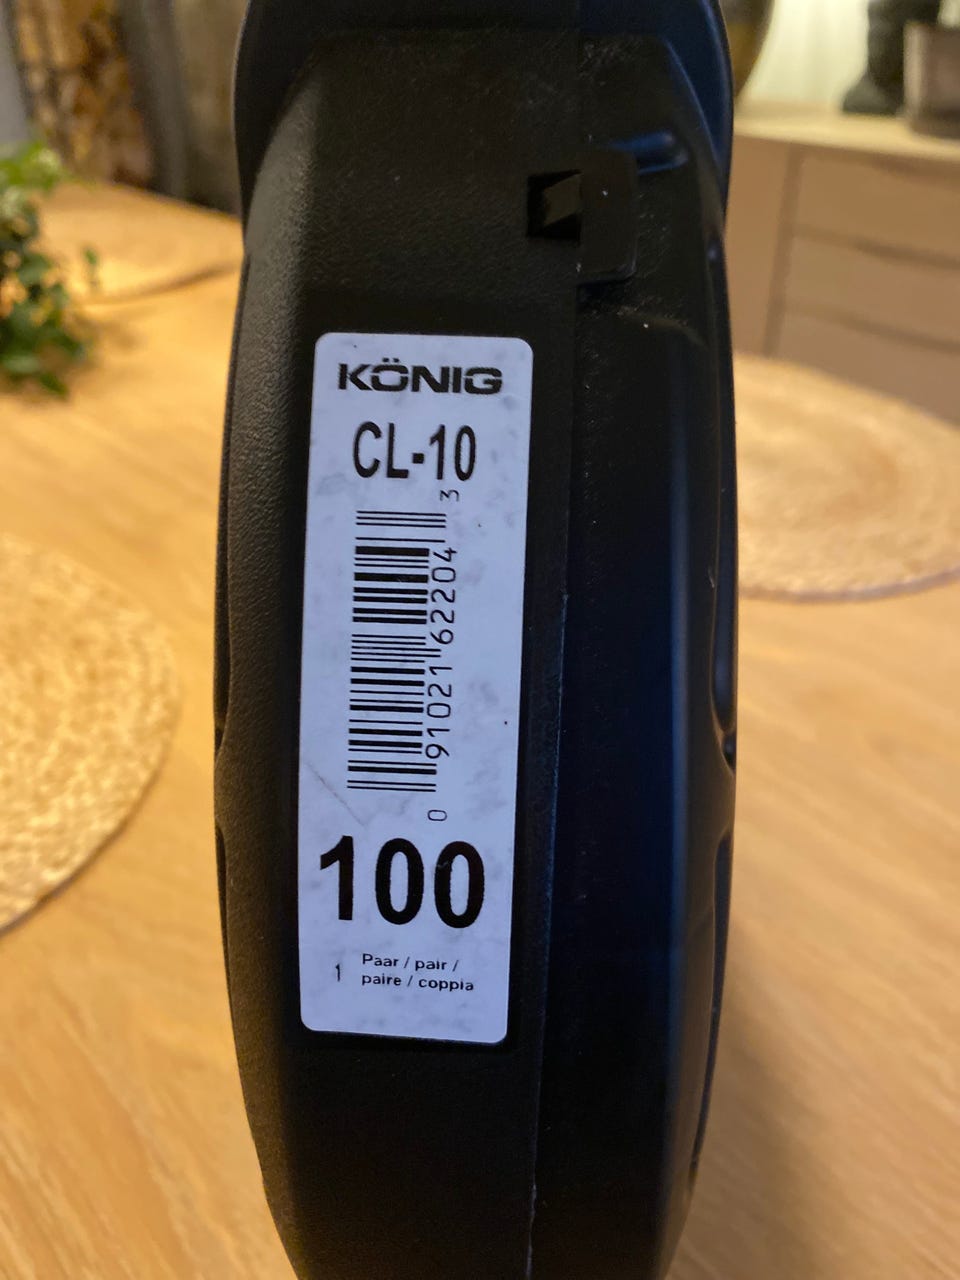 KÖNIG
CL-10
0 91021 62204 3
100
1 Paar / pair /
paire / coppia